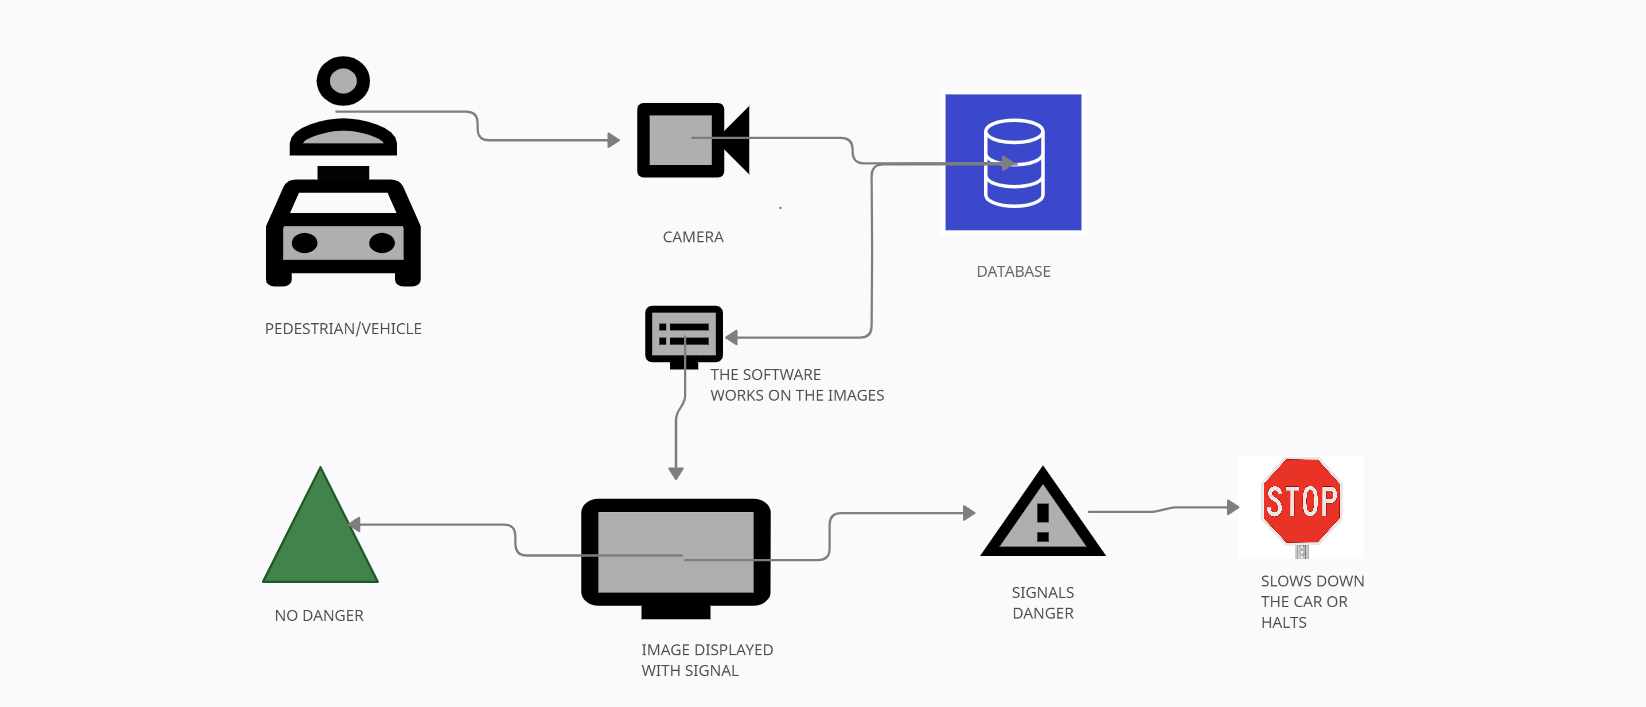 CAMERA
DATABASE
PEDESTRIAN/VEHICLE
THE SOFTWARE
WORKS ON THE IMAGES
STOP
NO DANGER
IMAGE DISPLAYED
WITH SIGNAL
SIGNALS
DANGER
SLOWS DOWN
THE CAR OR
HALTS